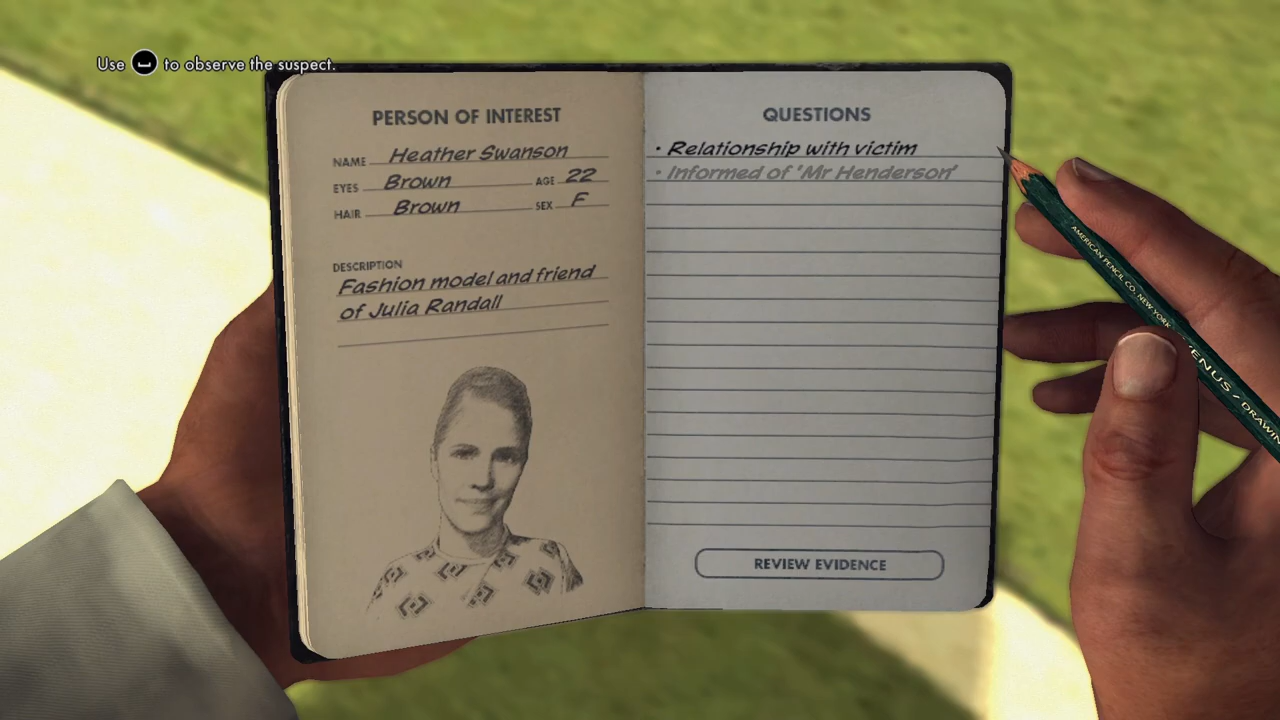 Use to observe the suspect.
PERSON OF INTEREST
NAME Heather Swanson
EYES Brown AGE 22
HAIR Brown SEX F
DESCRIPTION
Fashion model and friend
of Julia Randall
QUESTIONS
· Relationship with victim
· Informed of 'Mr Henderson'
REVIEW EVIDENCE
AMERICAN PENCIL CO. NEW YORK
VENUS / DRAWIN